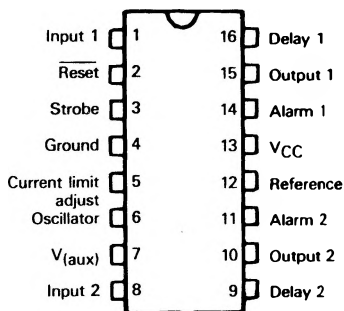 Input 1 1 16 Delay 1
Reset 2 15 Output 1
Strobe 3 14 Alarm 1
Ground 4 13 VCC
Current limit adjust 5 12 Reference
Oscillator 6 11 Alarm 2
V(aux) 7 10 Output 2
Input 2 8 9 Delay 2